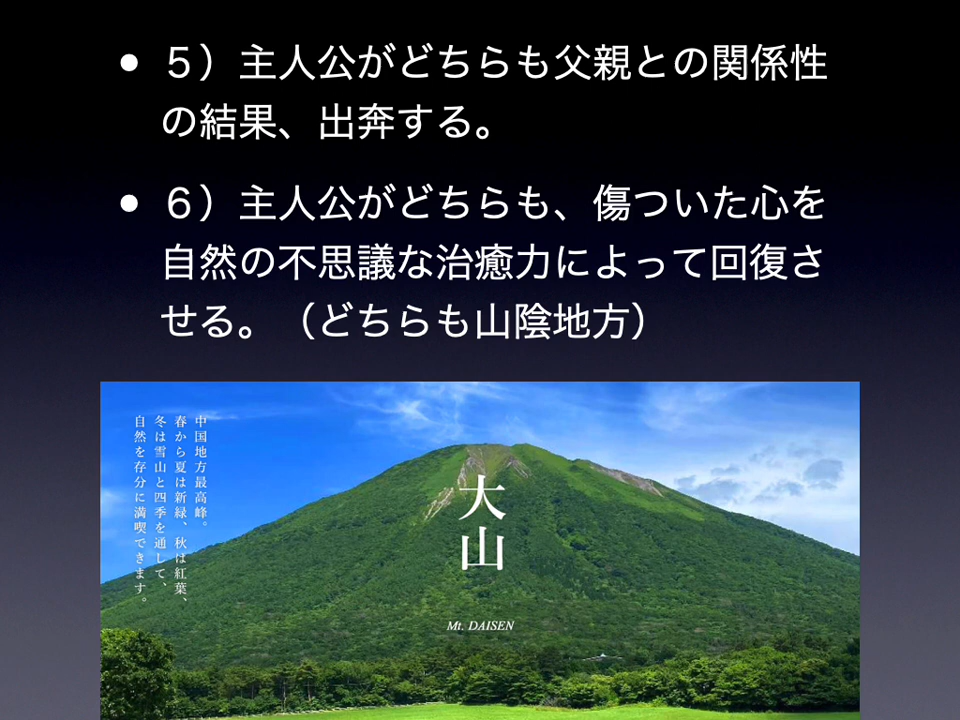 • 5）主人公がどちらも父親との関係性
の結果、出奔する。
• 6）主人公がどちらも、傷ついた心を
自然の不思議な治癒力によって回復さ
せる。（どちらも山陰地方）
中国地方最高峰。
春から夏は新緑、秋は紅葉、
冬は雪山と四季を通して、
自然を存分に満喫できます。
大山
Mt. DAISEN